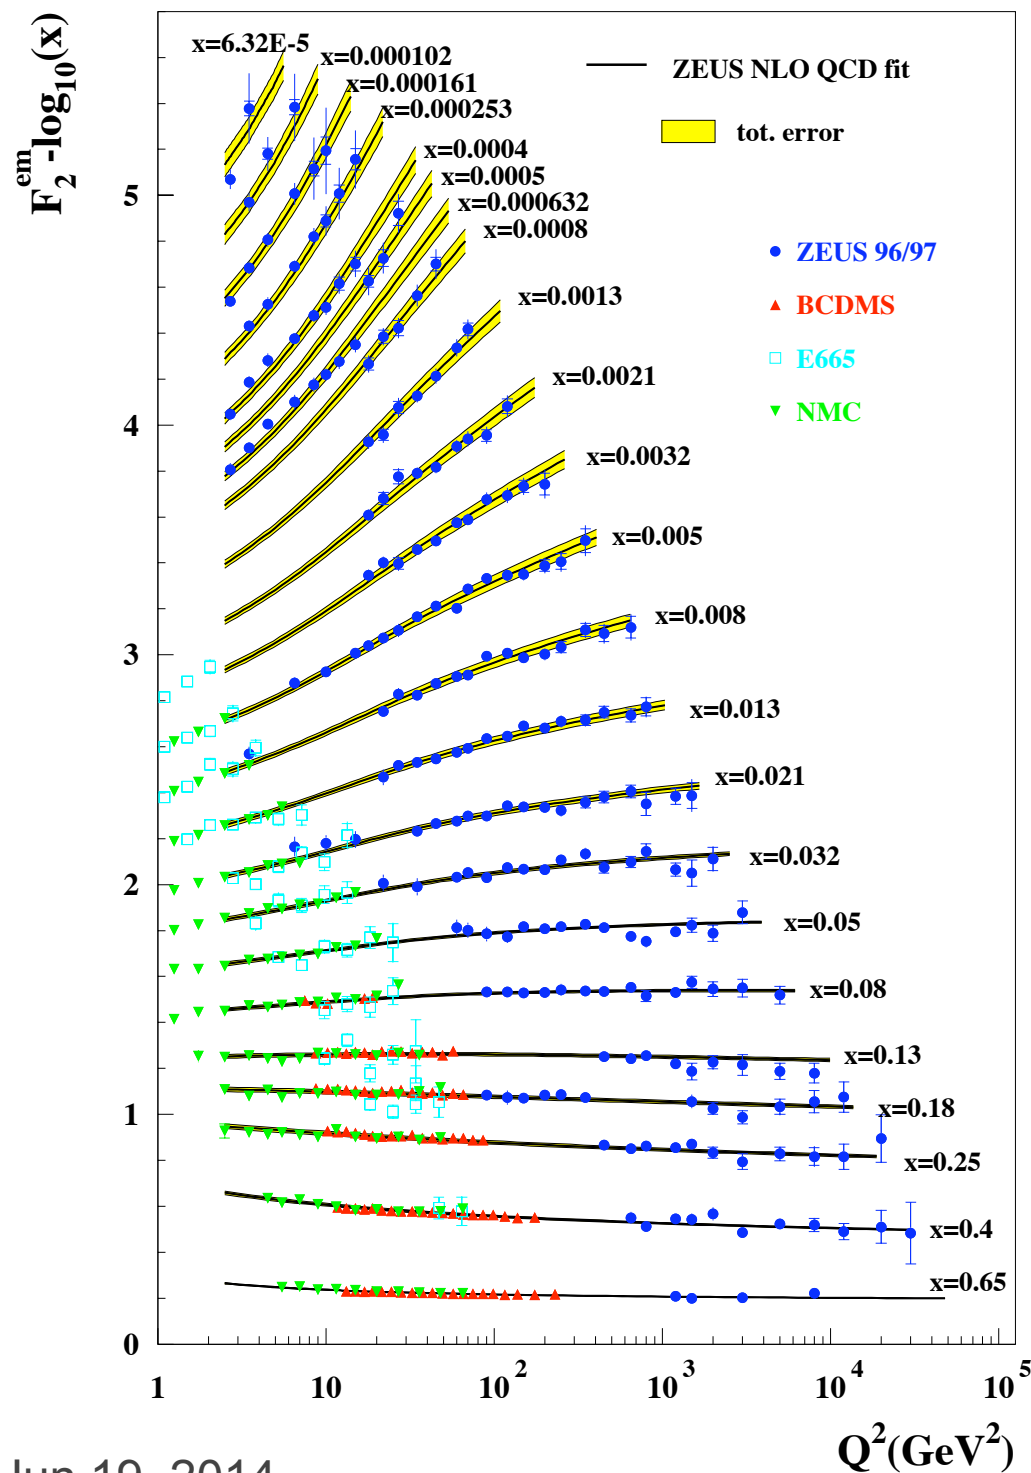 F₂ᵉᵐ-log₁₀(x)
x=6.32E-5
x=0.000102
x=0.000161
x=0.000253
x=0.0004
x=0.0005
x=0.000632
x=0.0008
x=0.0013
x=0.0021
x=0.0032
x=0.005
x=0.008
x=0.013
x=0.021
x=0.032
x=0.05
x=0.08
x=0.13
x=0.18
x=0.25
x=0.4
x=0.65
ZEUS NLO QCD fit
tot. error
ZEUS 96/97
BCDMS
E665
NMC
5
4
3
2
1
0
1 10 10² 10³ 10⁴ 10⁵
Q²(GeV²)
Jun 19, 2014